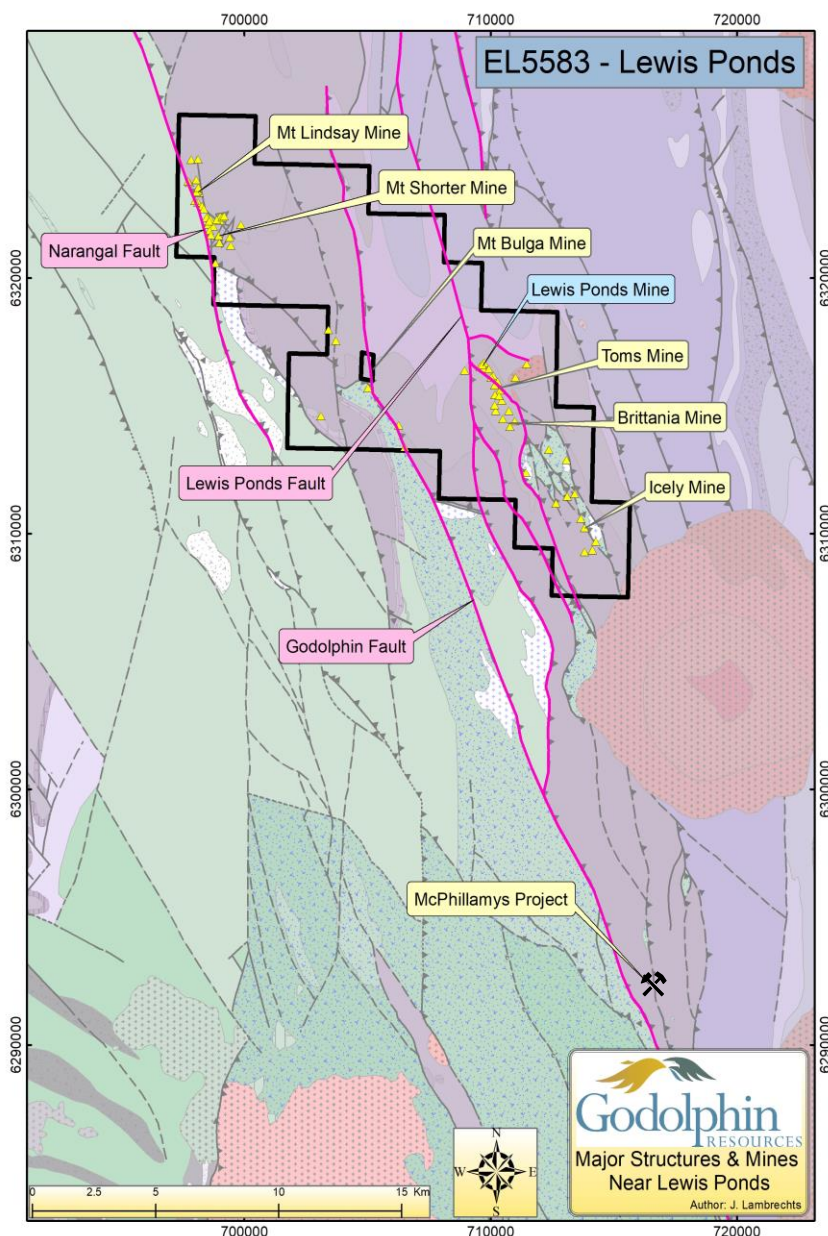 700000
710000
720000
EL5583 - Lewis Ponds
Mt Lindsay Mine
Mt Shorter Mine
Narangal Fault
Mt Bulga Mine
6320000
6320000
Lewis Ponds Mine
Toms Mine
Brittania Mine
Lewis Ponds Fault
Icely Mine
6310000
6310000
Godolphin Fault
6300000
6300000
McPhillamys Project
6290000
6290000
Godolphin
RESOURCES
Major Structures & Mines
Near Lewis Ponds
Author: J. Lambrechts
N
W
E
S
0
2.5
5
10
15 Km
700000
710000
720000